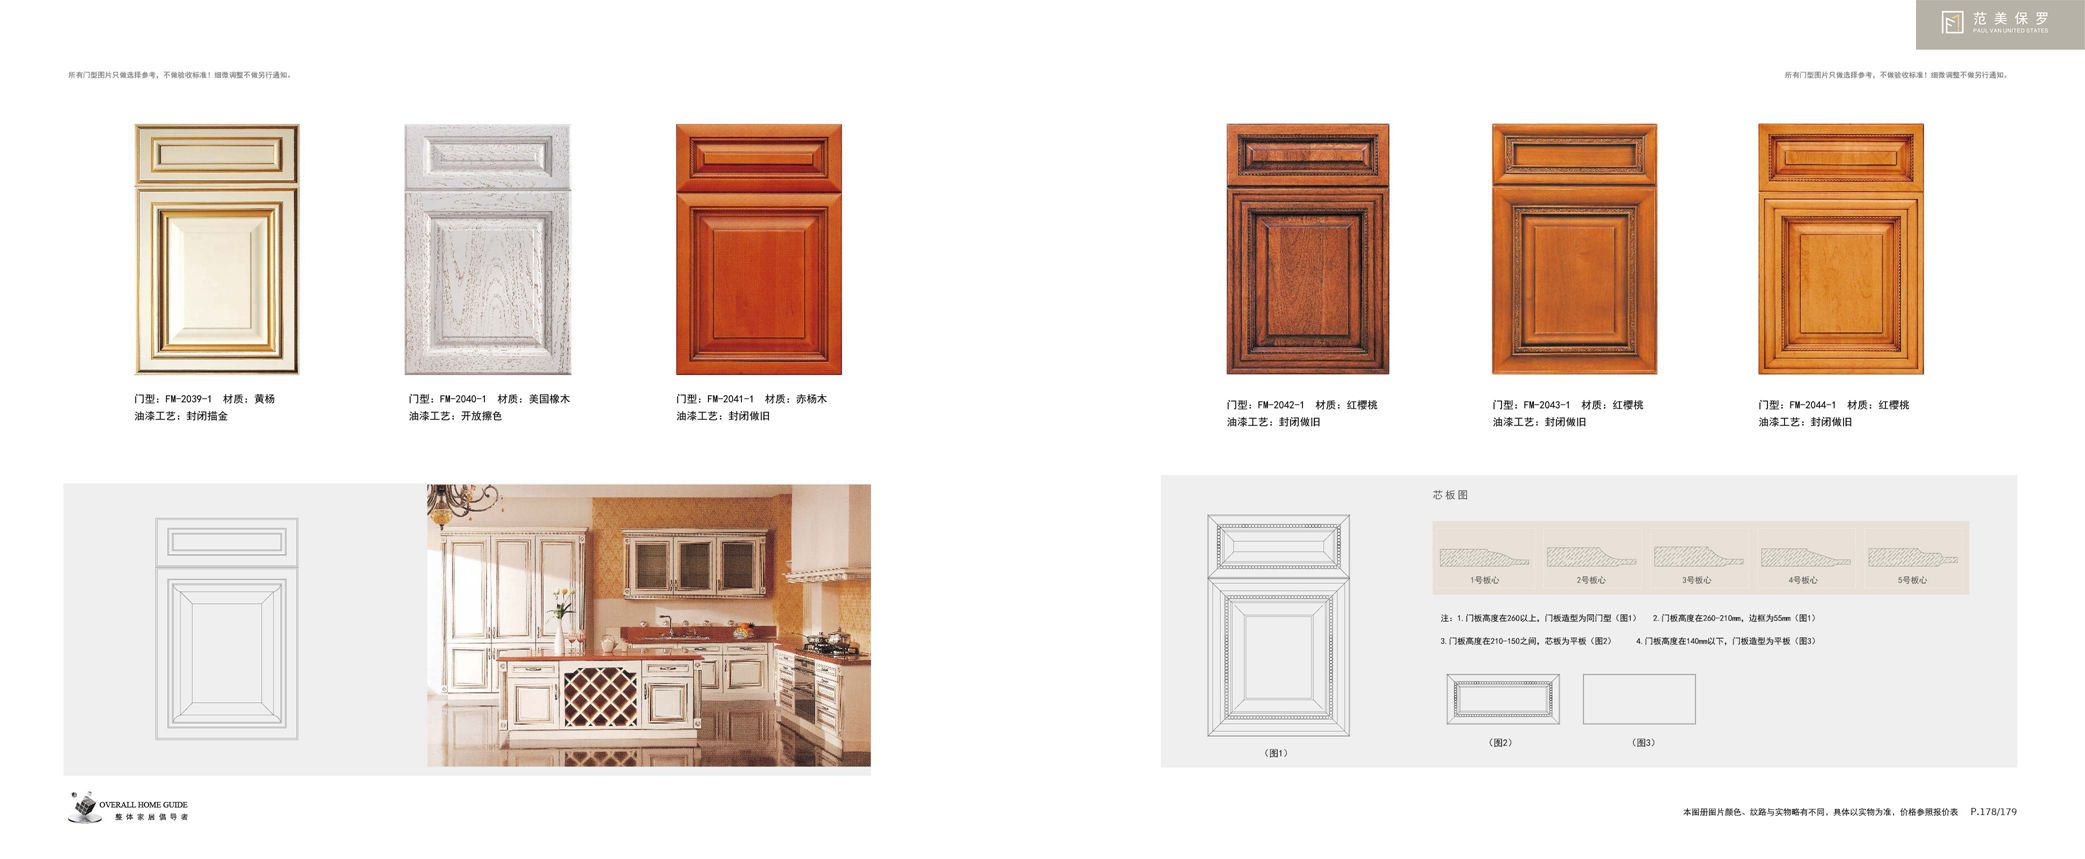 范美保罗
PAUL VAN UNITED STATES
所有门型图片只做选择参考，不做验收标准！细微调整不做另行通知。
所有门型图片只做选择参考，不做验收标准！细微调整不做另行通知。
门型：FM-2039-1 材质：黄杨
油漆工艺：封闭描金
门型：FM-2040-1 材质：美国橡木
油漆工艺：开放擦色
门型：FM-2041-1 材质：赤杨木
油漆工艺：封闭做旧
门型：FM-2042-1 材质：红樱桃
油漆工艺：封闭做旧
门型：FM-2043-1 材质：红樱桃
油漆工艺：封闭做旧
门型：FM-2044-1 材质：红樱桃
油漆工艺：封闭做旧
芯板图
1号板心
2号板心
3号板心
4号板心
5号板心
注：1.门板高度在260以上，门板造型为同门型（图1） 2.门板高度在260-210mm，边框为55mm（图1）
3.门板高度在210-150之间，芯板为平板（图2） 4.门板高度在140mm以下，门板造型为平板（图3）
（图1）
（图2）
（图3）
OVERALL HOME GUIDE
整体家居倡导者
本画册图片颜色、纹路与实物略有不同，具体以实物为准，价格参照报价表 P.178/179